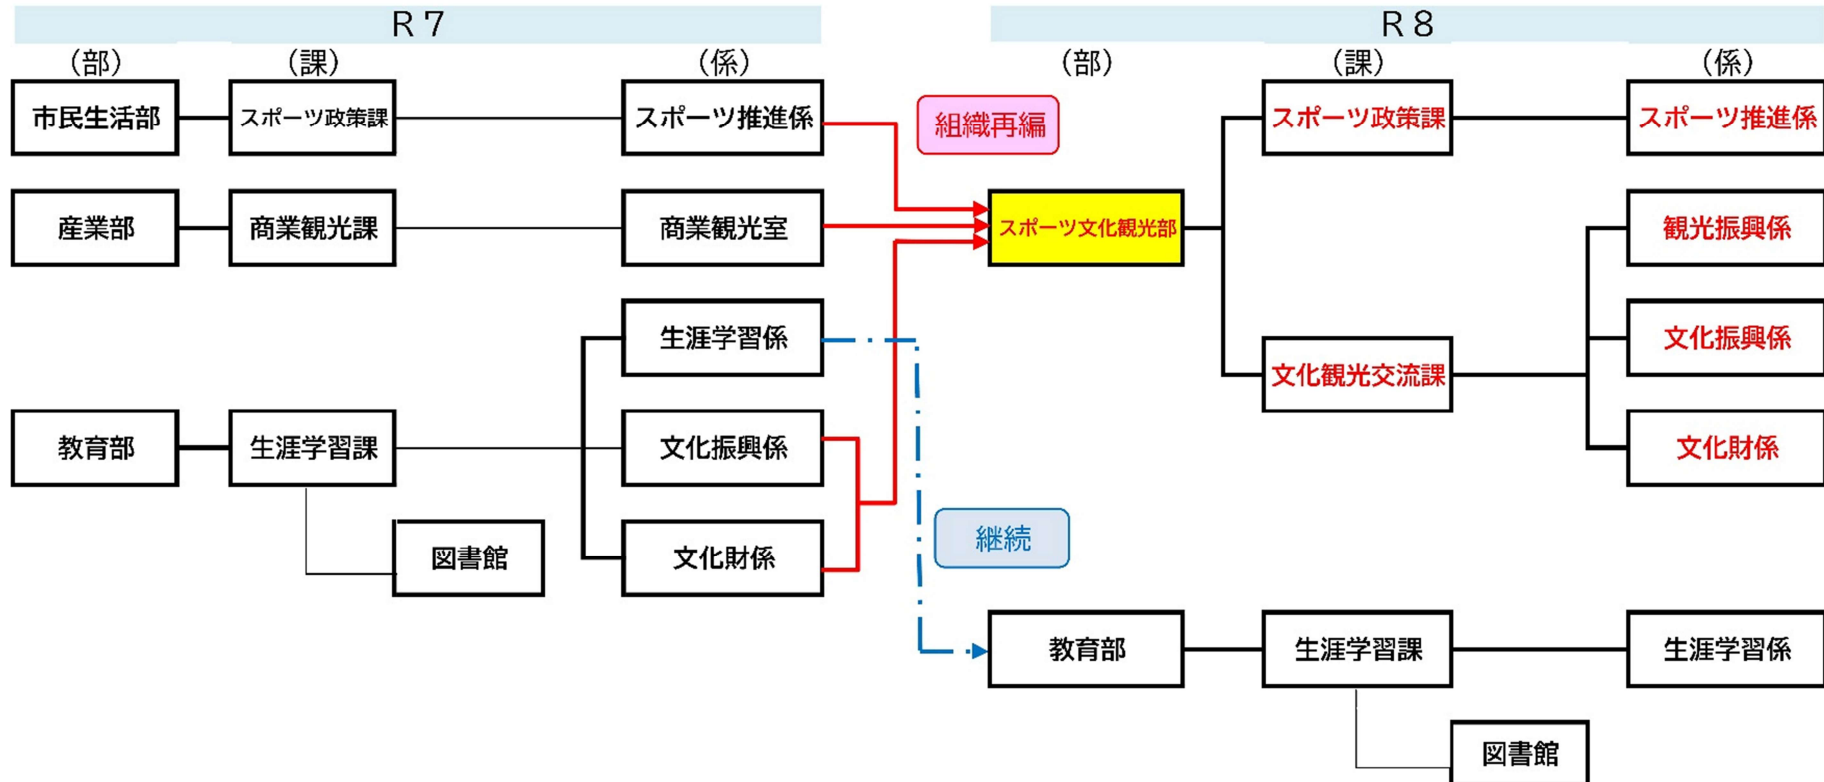 R7
R8
(部)
(課)
(係)
(部)
(課)
(係)
市民生活部
スポーツ政策課
スポーツ推進係
組織再編
スポーツ政策課
スポーツ推進係
産業部
商業観光課
商業観光室
スポーツ文化観光部
観光振興係
生涯学習係
文化振興係
文化観光交流課
教育部
生涯学習課
文化振興係
文化財係
図書館
文化財係
継続
教育部
生涯学習課
生涯学習係
図書館